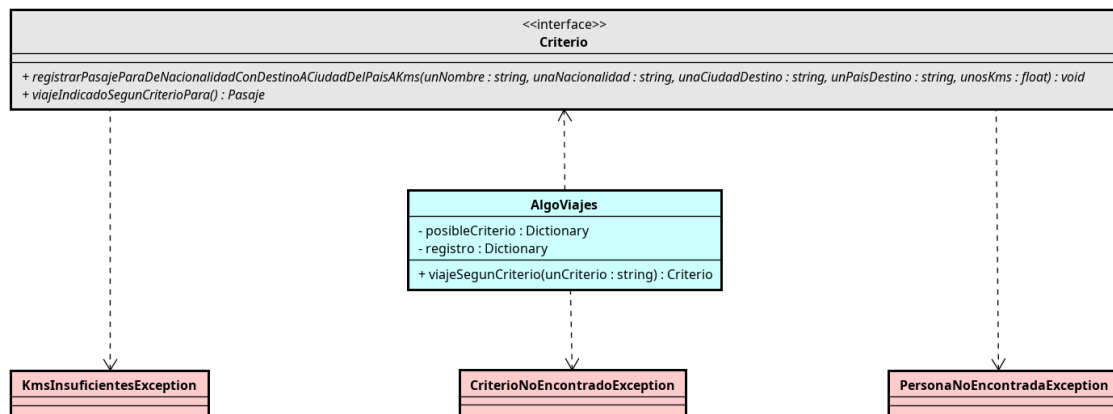 <<interface>>
Criterio
+ registrarPasajeParaDeNacionalidadConDestinoACiudadDelPaisAKms(unNombre : string, unaNacionalidad : string, unaCiudadDestino : string, unPaisDestino : string, unosKms : float) : void
+ viajeIndicadoSegunCriterioPara() : Pasaje
AlgoViajes
- posibleCriterio : Dictionary
- registro : Dictionary
+ viajeSegunCriterio(unCriterio : string) : Criterio
KmsInsuficientesException
CriterioNoEncontradoException
PersonaNoEncontradaException